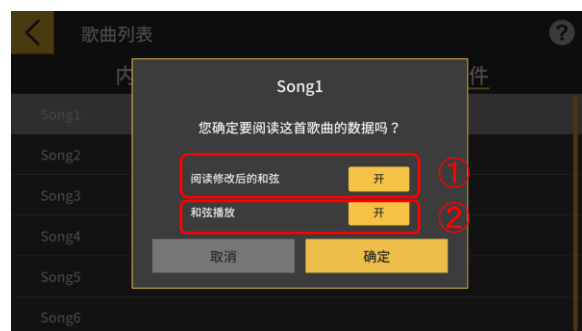 歌曲列表
?
内
件
Song1
您确定要阅读这首歌曲的数据吗？
阅读修改后的和弦 开 ①
和弦播放 开 ②
取消 确定
Song1
Song2
Song3
Song4
Song5
Song6